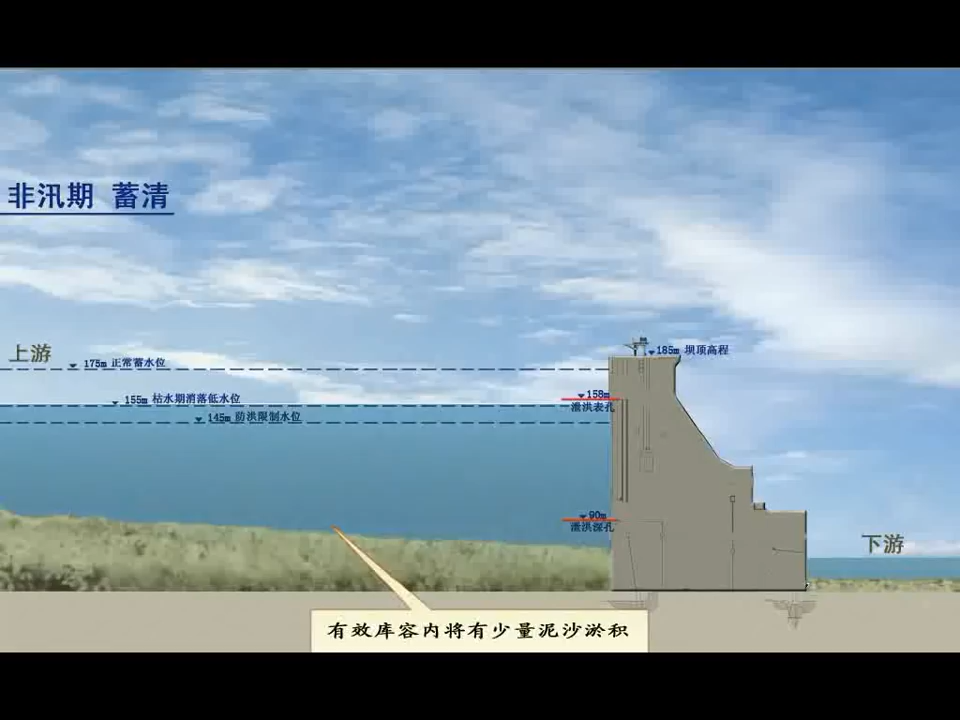 非汛期 蓄清
上游
175m 正常蓄水位
185m 坝顶高程
155m 枯水期消落低水位
158m
泄洪表孔
145m 防洪限制水位
90m
泄洪深孔
下游
有效库容内将有少量泥沙淤积